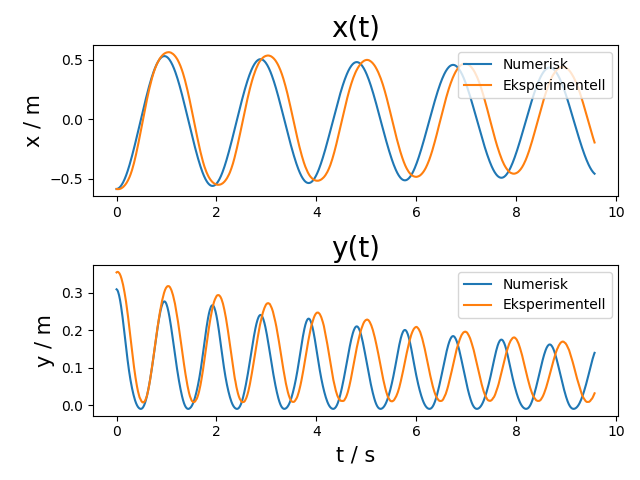 x(t)
x / m
0.5
0.0
−0.5
Numerisk
Eksperimentell
0 2 4 6 8 10
y(t)
y / m
0.3
0.2
0.1
0.0
Numerisk
Eksperimentell
0 2 4 6 8 10
t / s